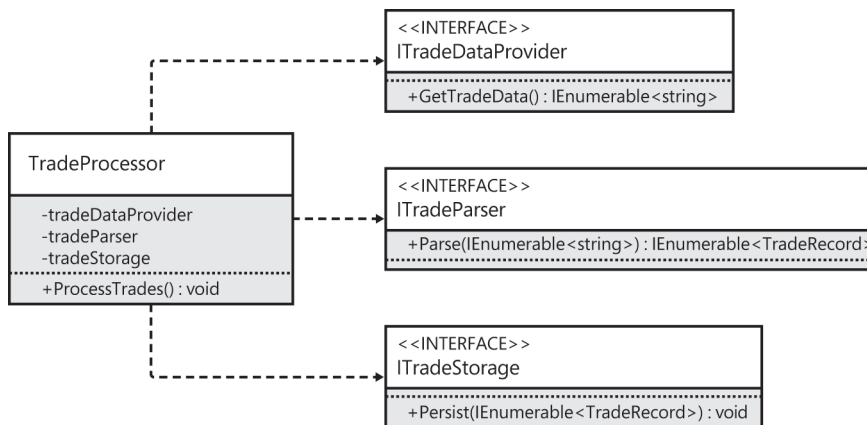 <<INTERFACE>>
ITradeDataProvider
+GetTradeData() : IEnumerable<string>
TradeProcessor
-tradeDataProvider
-tradeParser
-tradeStorage
+ProcessTrades() : void
<<INTERFACE>>
ITradeParser
+Parse(IEnumerable<string>) : IEnumerable<TradeRecord>
<<INTERFACE>>
ITradeStorage
+Persist(IEnumerable<TradeRecord>) : void